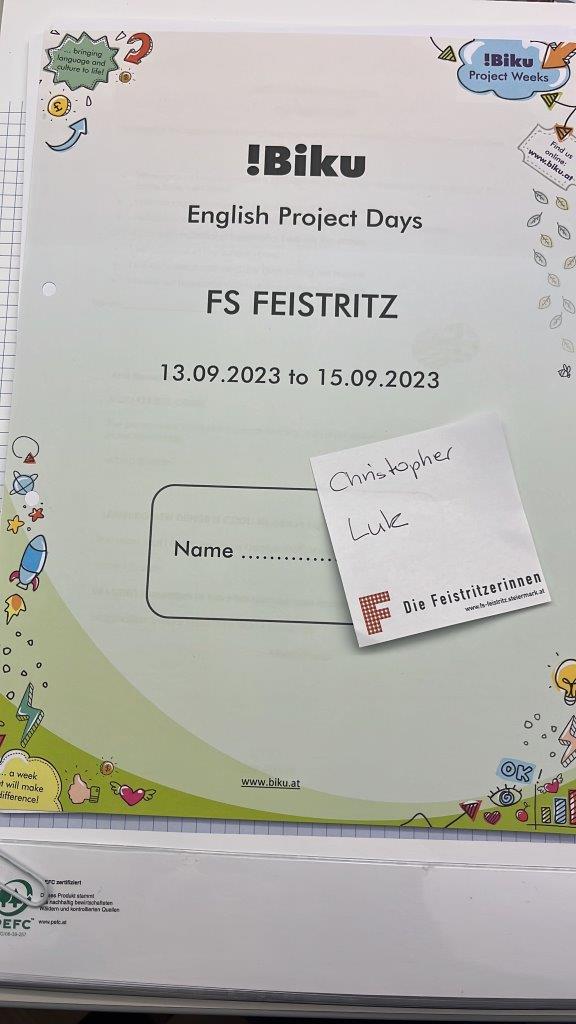 ... bringing
language and
culture to life!
!Biku
Project Weeks
Find us
online:
www.biku.at
!Biku
English Project Days
FS FEISTRITZ
13.09.2023 to 15.09.2023
Christopher
Luk
Name ..............
F Die Feistritzerinnen
www.fs-feistritz.steiermark.at
OK!
... a week
t will make
difference!
www.biku.at
PEFC zertifiziert
Dieses Produkt stammt
aus nachhaltig bewirtschafteten
Wäldern und kontrollierten Quellen
www.pefc.at
PEFC